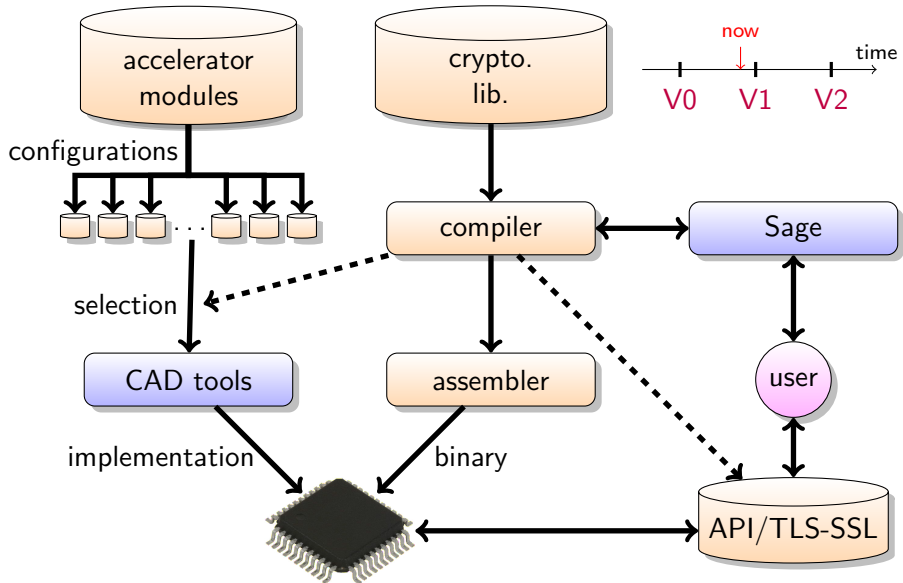 accelerator
modules
crypto.
lib.
now
time
V0 V1 V2
configurations
. . .
compiler
Sage
selection
CAD tools
assembler
user
implementation
binary
API/TLS-SSL